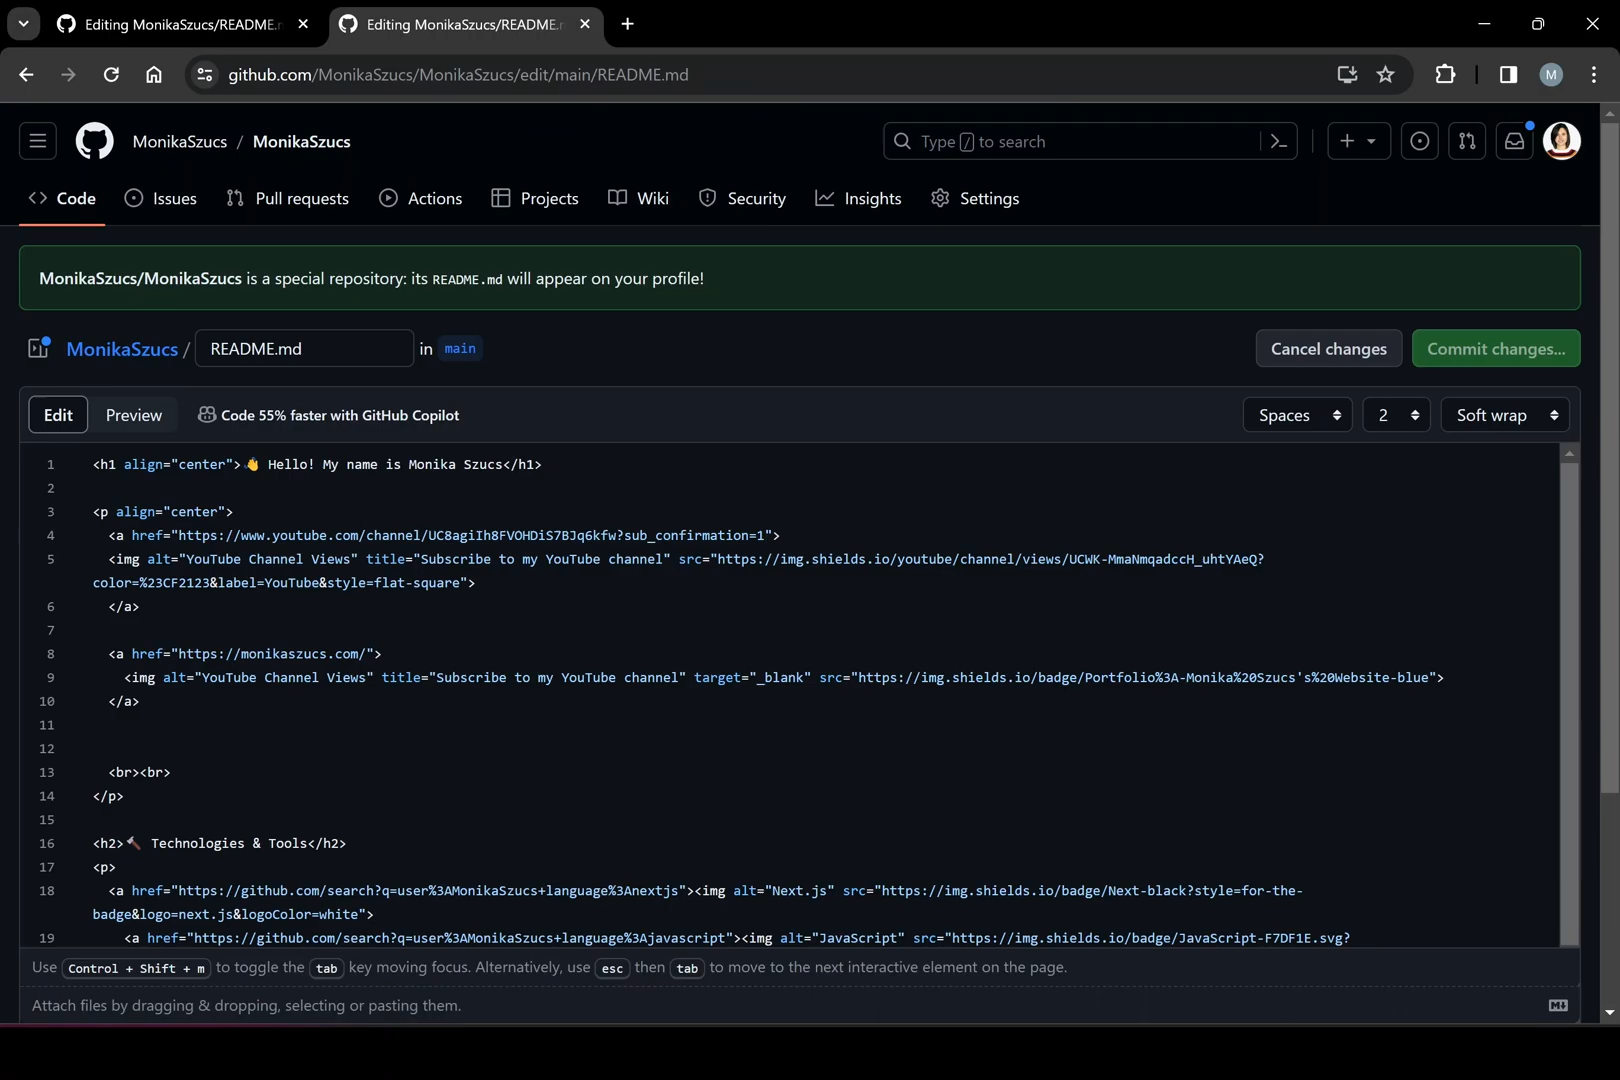 Editing MonikaSzucs/README.m
Editing MonikaSzucs/README.m
github.com/MonikaSzucs/MonikaSzucs/edit/main/README.md
M
MonikaSzucs / MonikaSzucs
Type / to search
Code
Issues
Pull requests
Actions
Projects
Wiki
Security
Insights
Settings
MonikaSzucs/MonikaSzucs is a special repository: its README.md will appear on your profile!
MonikaSzucs / README.md in main
Cancel changes
Commit changes...
Edit
Preview
Code 55% faster with GitHub Copilot
Spaces
2
Soft wrap
1 <h1 align="center">👋 Hello! My name is Monika Szucs</h1>
2
3 <p align="center">
4 <a href="https://www.youtube.com/channel/UC8agiIh8FVOHDiS7BJq6kfw?sub_confirmation=1">
5 <img alt="YouTube Channel Views" title="Subscribe to my YouTube channel" src="https://img.shields.io/youtube/channel/views/UCWK-MmaNmqadccH_uhtYAeQ?
color=%23CF2123&label=YouTube&style=flat-square">
6 </a>
7
8 <a href="https://monikaszucs.com/">
9 <img alt="YouTube Channel Views" title="Subscribe to my YouTube channel" target="_blank" src="https://img.shields.io/badge/Portfolio%3A-Monika%20Szucs's%20Website-blue">
10 </a>
11
12
13 <br><br>
14 </p>
15
16 <h2>🔨 Technologies & Tools</h2>
17 <p>
18 <a href="https://github.com/search?q=user%3AMonikaSzucs+language%3Anextjs"><img alt="Next.js" src="https://img.shields.io/badge/Next-black?style=for-the-
badge&logo=next.js&logoColor=white">
19 <a href="https://github.com/search?q=user%3AMonikaSzucs+language%3Ajavascript"><img alt="JavaScript" src="https://img.shields.io/badge/JavaScript-F7DF1E.svg?
Use Control + Shift + m to toggle the tab key moving focus. Alternatively, use esc then tab to move to the next interactive element on the page.
Attach files by dragging & dropping, selecting or pasting them.